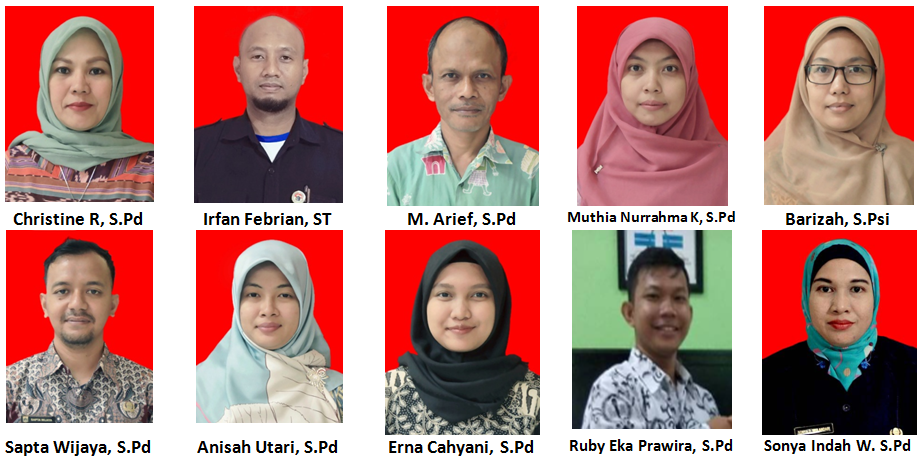 Christine R, S.Pd
Irfan Febrian, ST
M. Arief, S.Pd
Muthia Nurrahma K, S.Pd
Barizah, S.Psi
Sapta Wijaya, S.Pd
Anisah Utari, S.Pd
Erna Cahyani, S.Pd
Ruby Eka Prawira, S.Pd
Sonya Indah W. S.Pd